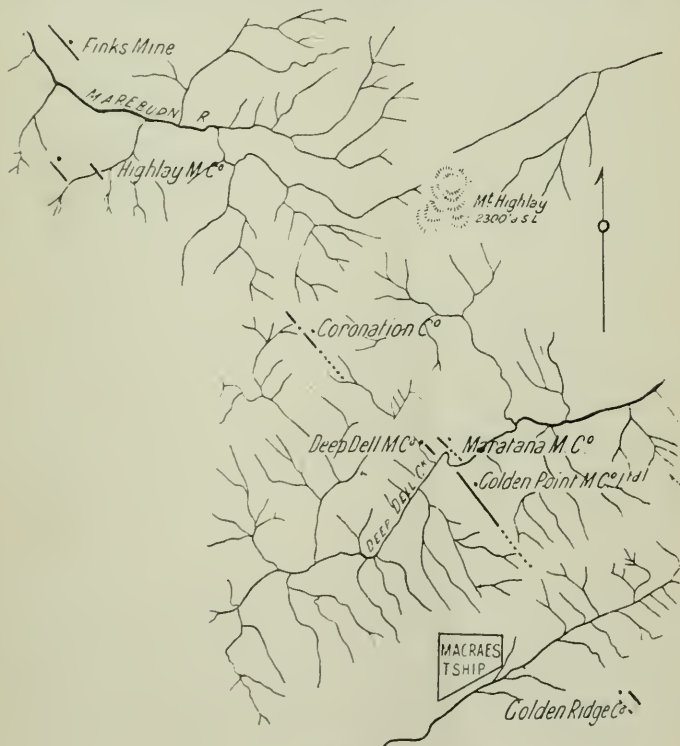 Finks Mine
MAREBURN R
Highlay M Co
Mt Highlay
2300' a S L
Coronation Co
Deep Dell M Co
Maratana M. Co
Golden Point M Co Ltd
DEEP DELL CK
MACRAES
TSHIP
Golden Ridge Co